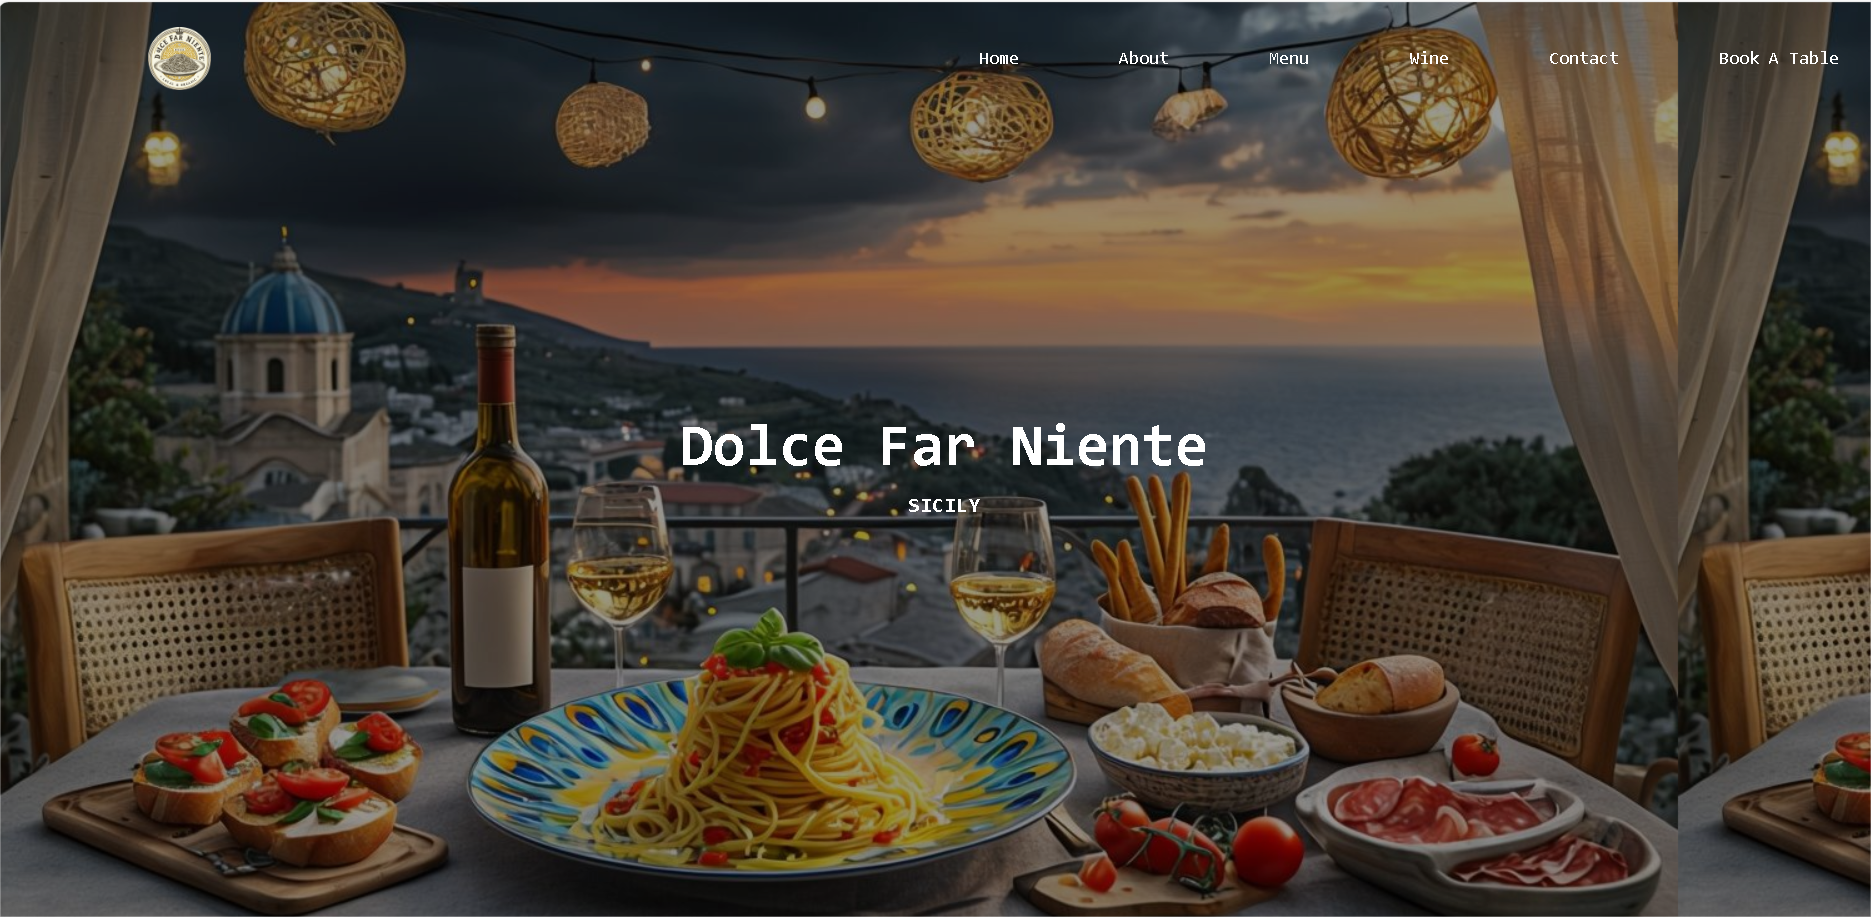 DOLCE FAR NIENTE
Home About Menu Wine Contact Book A Table
Dolce Far Niente
SICILY